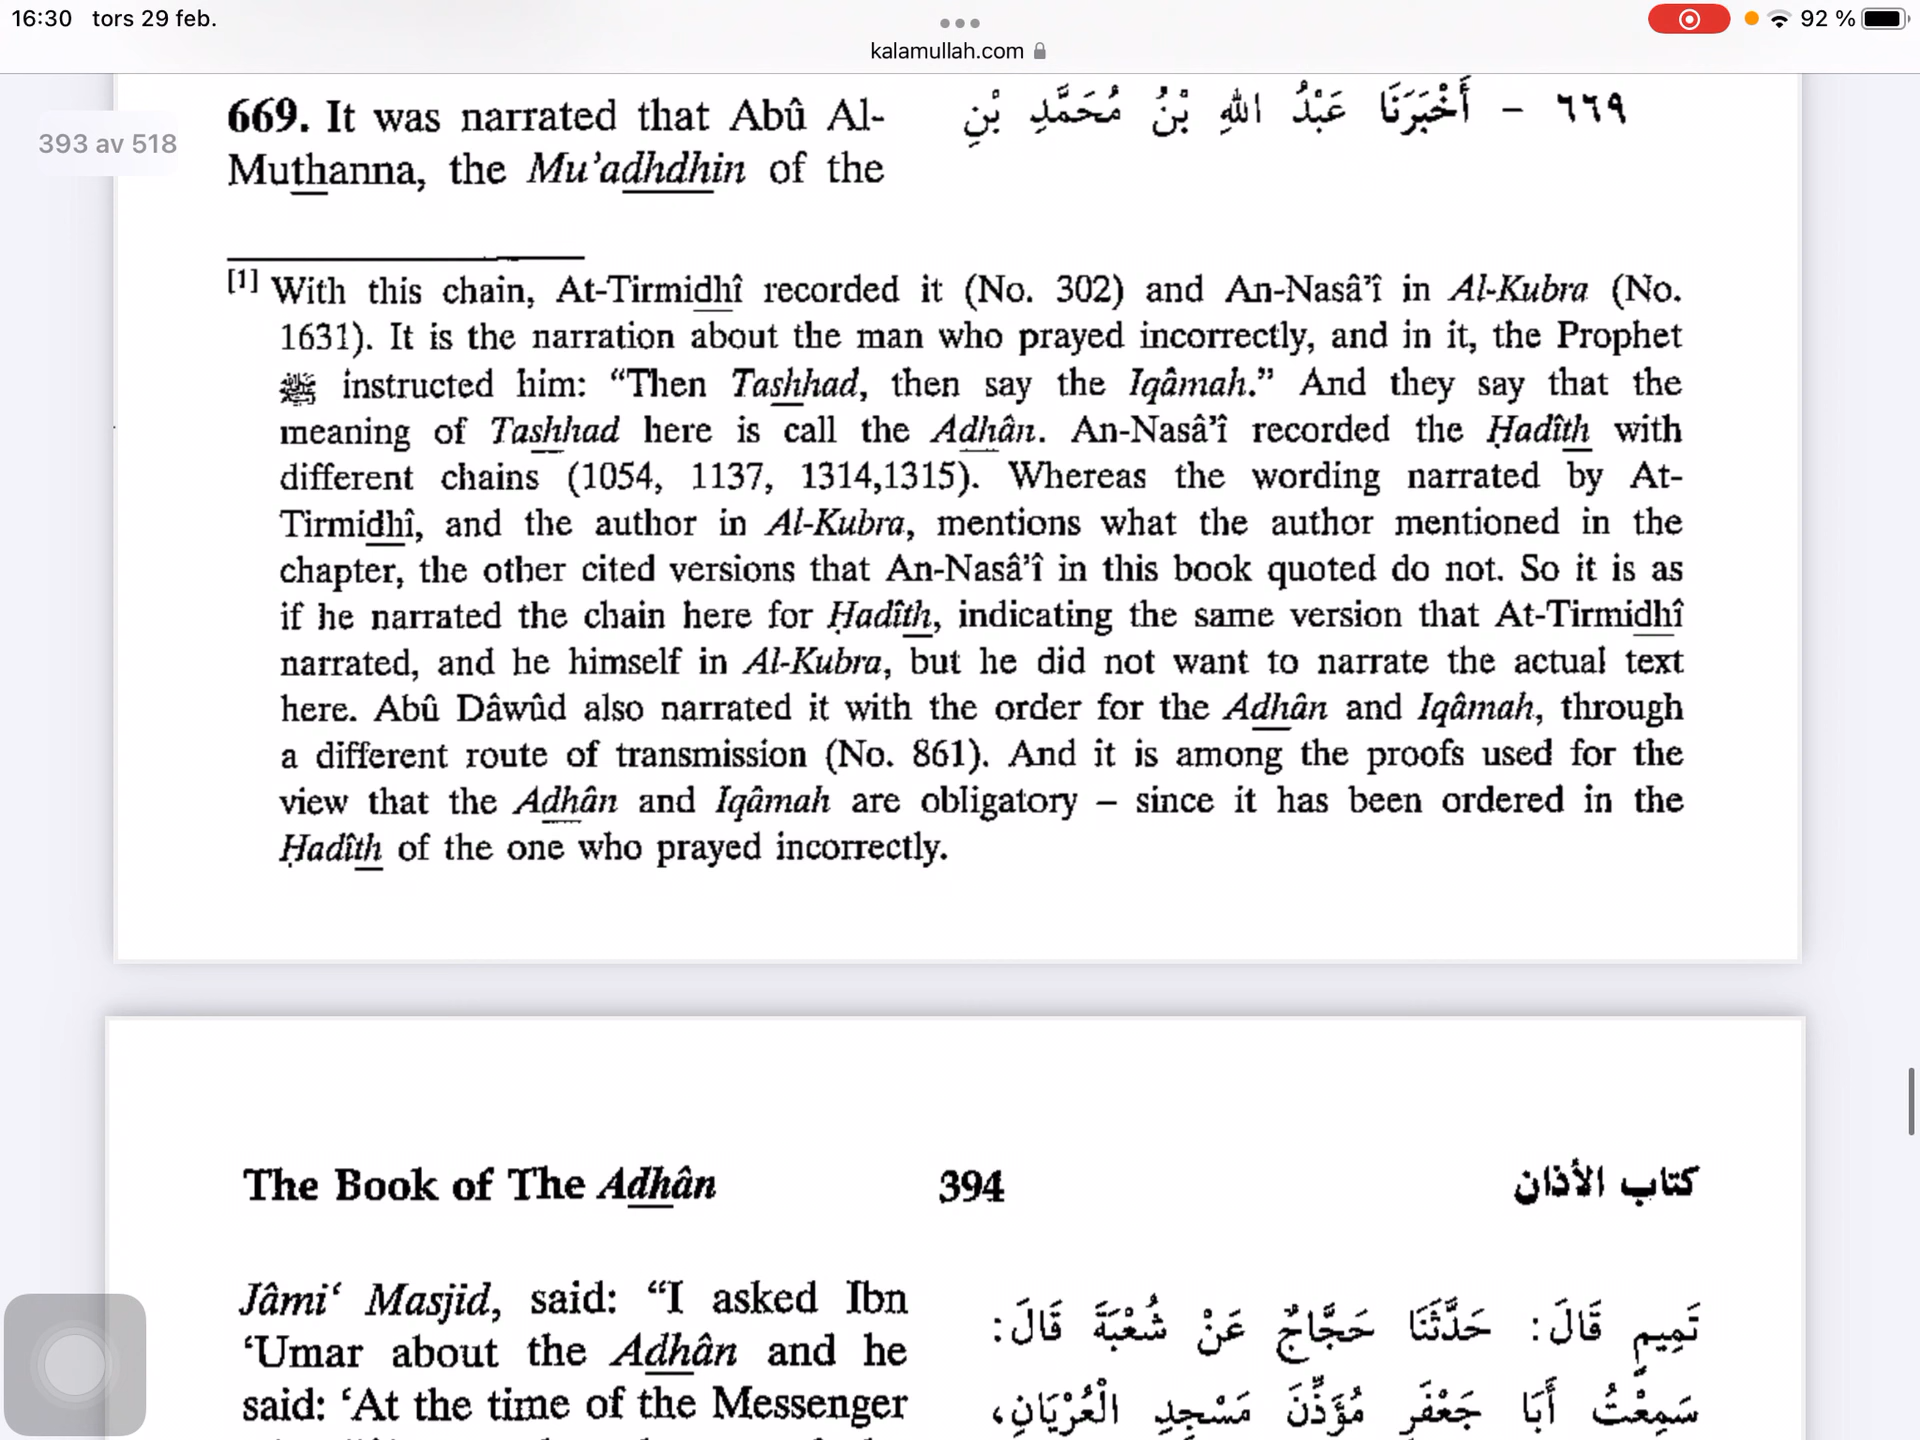 16:30 tors 29 feb.
92 %
kalamullah.com
393 av 518
669. It was narrated that Abû Al-
Muthanna, the Mu’adhdhin of the
٦٦٩ - أَخْبَرَنَا عَبْدُ اللهِ بْنُ مُحَمَّدِ بْنِ
[1] With this chain, At-Tirmidhî recorded it (No. 302) and An-Nasâ’î in Al-Kubra (No.
1631). It is the narration about the man who prayed incorrectly, and in it, the Prophet
ﷺ instructed him: “Then Tashhad, then say the Iqâmah.” And they say that the
meaning of Tashhad here is call the Adhân. An-Nasâ’î recorded the Ḥadîth with
different chains (1054, 1137, 1314,1315). Whereas the wording narrated by At-
Tirmidhî, and the author in Al-Kubra, mentions what the author mentioned in the
chapter, the other cited versions that An-Nasâ’î in this book quoted do not. So it is as
if he narrated the chain here for Ḥadîth, indicating the same version that At-Tirmidhî
narrated, and he himself in Al-Kubra, but he did not want to narrate the actual text
here. Abû Dâwûd also narrated it with the order for the Adhân and Iqâmah, through
a different route of transmission (No. 861). And it is among the proofs used for the
view that the Adhân and Iqâmah are obligatory – since it has been ordered in the
Ḥadîth of the one who prayed incorrectly.
The Book of The Adhân 394 كتاب الأذان
Jâmi‘ Masjid, said: “I asked Ibn
‘Umar about the Adhân and he
said: ‘At the time of the Messenger
تَمِيمٍ قَالَ: حَدَّثَنَا حَجَّاجٌ عَنْ شُعْبَةَ قَالَ:
سَمِعْتُ أَبَا جَعْفَرٍ مُؤَذِّنَ مَسْجِدِ الْعُرْيَانِ،